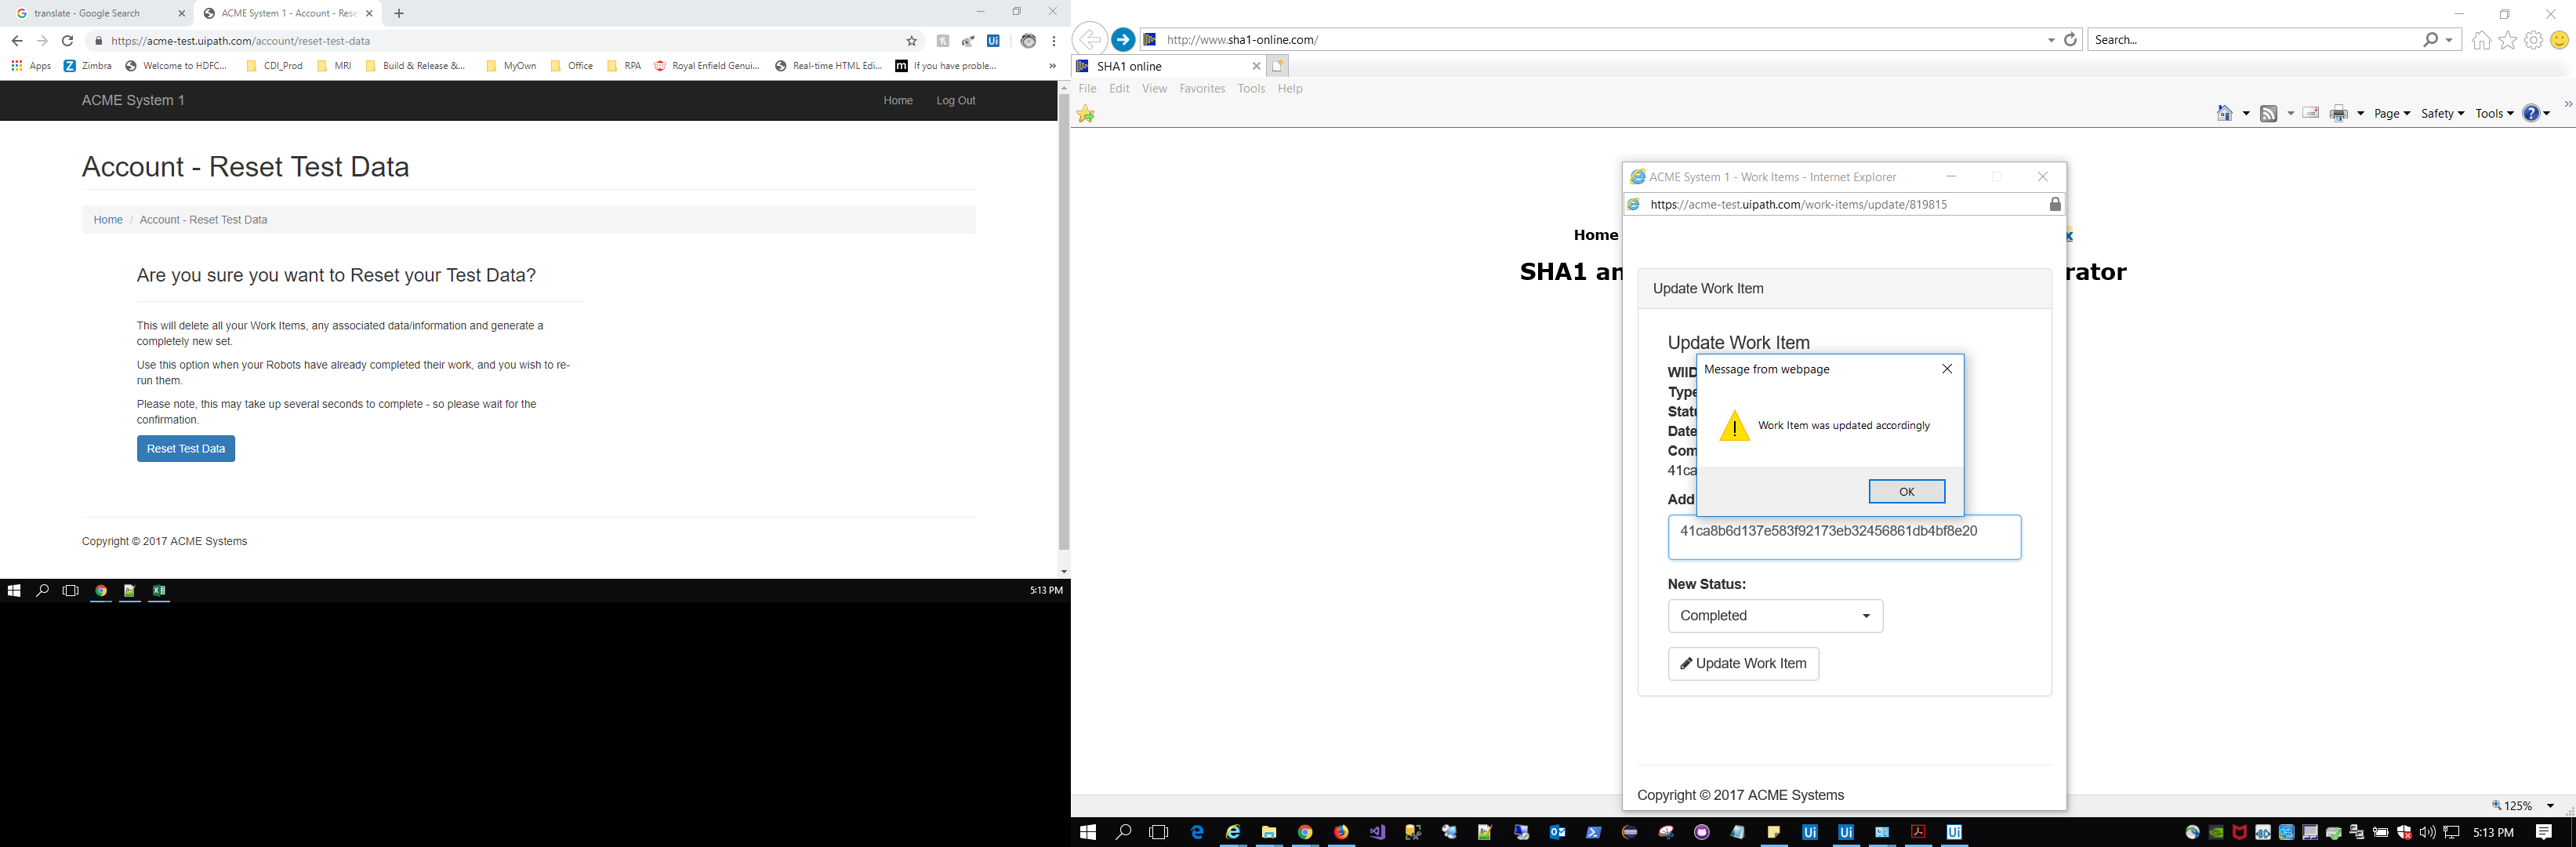 translate - Google Search
ACME System 1 - Account - Rese
https://acme-test.uipath.com/account/reset-test-data
Apps
Zimbra
Welcome to HDFC...
CDI_Prod
MRI
Build & Release &...
MyOwn
Office
RPA
Royal Enfield Genui...
Real-time HTML Edi...
If you have proble...
ACME System 1
Home
Log Out
Account - Reset Test Data
Home / Account - Reset Test Data
Are you sure you want to Reset your Test Data?
This will delete all your Work Items, any associated data/information and generate a
completely new set.
Use this option when your Robots have already completed their work, and you wish to re-
run them.
Please note, this may take up several seconds to complete - so please wait for the
confirmation.
Reset Test Data
Copyright © 2017 ACME Systems
5:13 PM
http://www.sha1-online.com/
Search...
SHA1 online
File Edit View Favorites Tools Help
Page Safety Tools
Home
x
SHA1 an
rator
ACME System 1 - Work Items - Internet Explorer
https://acme-test.uipath.com/work-items/update/819815
Update Work Item
Update Work Item
WIID
Type
Statu
Date
Com
41ca
Add
Message from webpage
Work Item was updated accordingly
OK
41ca8b6d137e583f92173eb32456861db4bf8e20
New Status:
Completed
Update Work Item
Copyright © 2017 ACME Systems
125%
5:13 PM